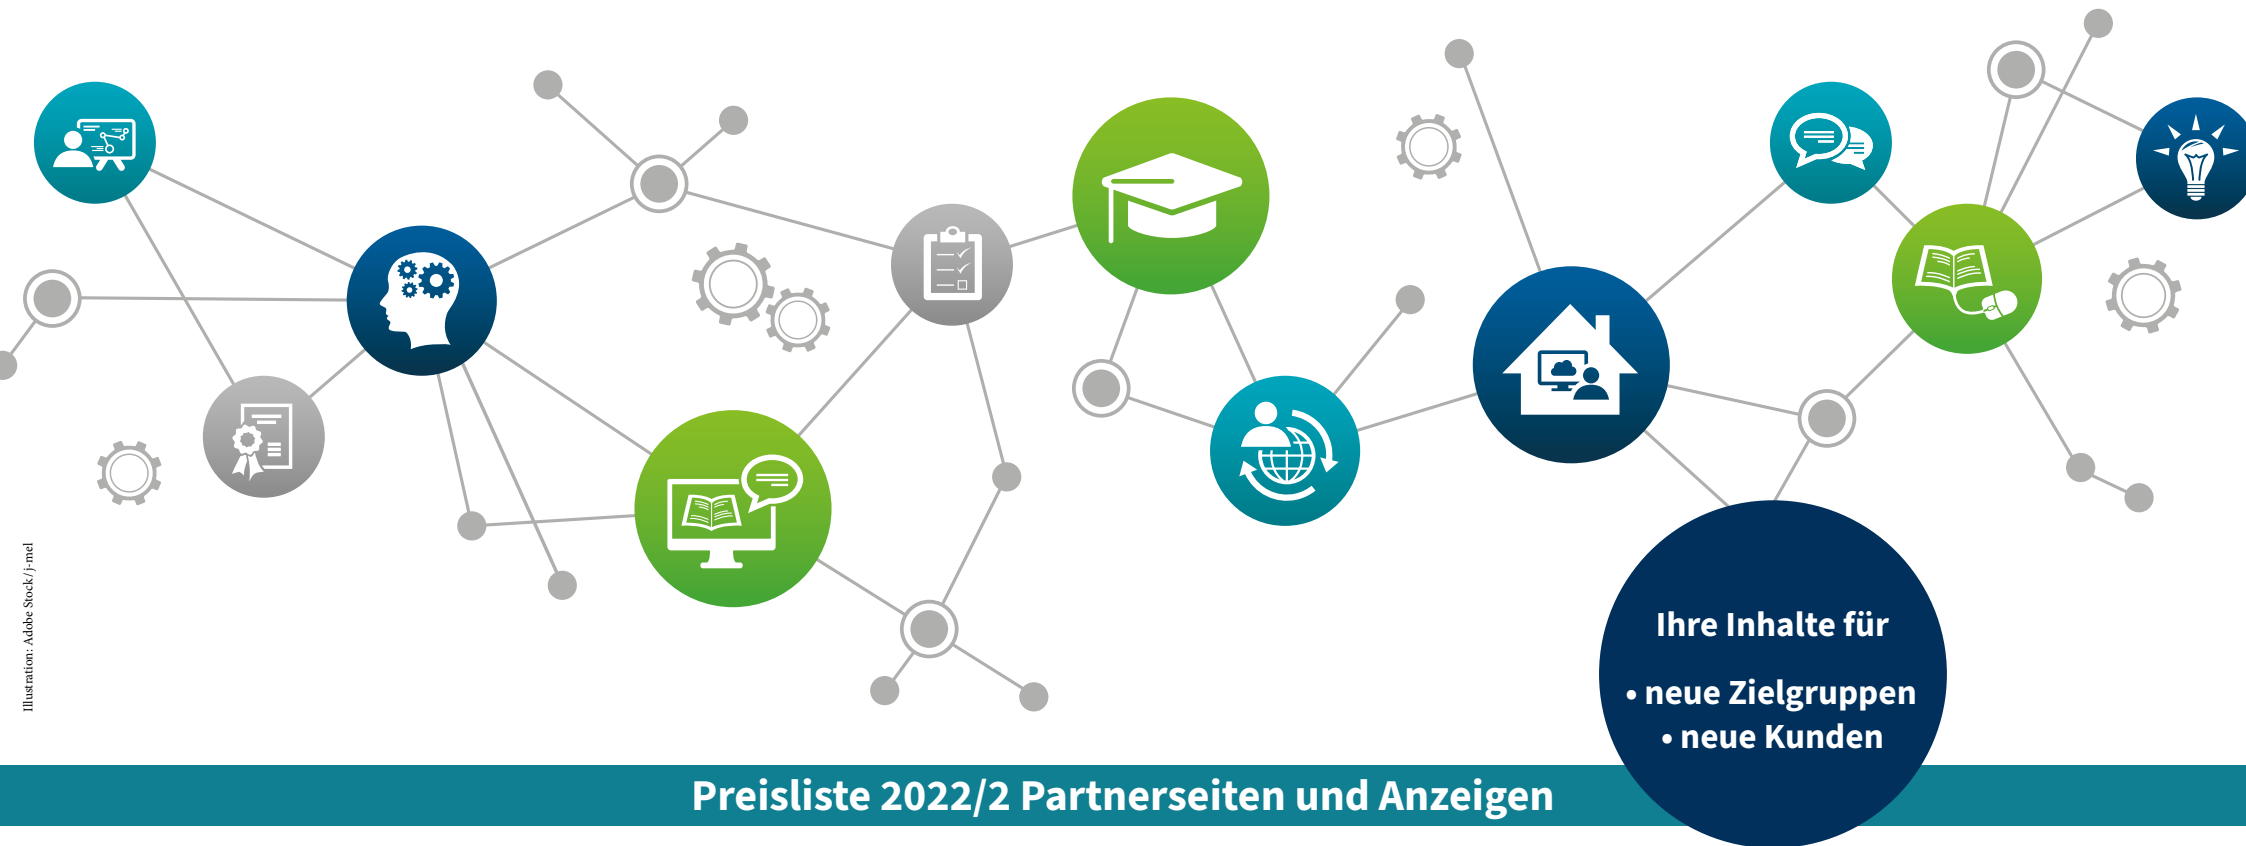 Illustration: Adobe Stock/j-mel
Ihre Inhalte für
• neue Zielgruppen
• neue Kunden
Preisliste 2022/2 Partnerseiten und Anzeigen